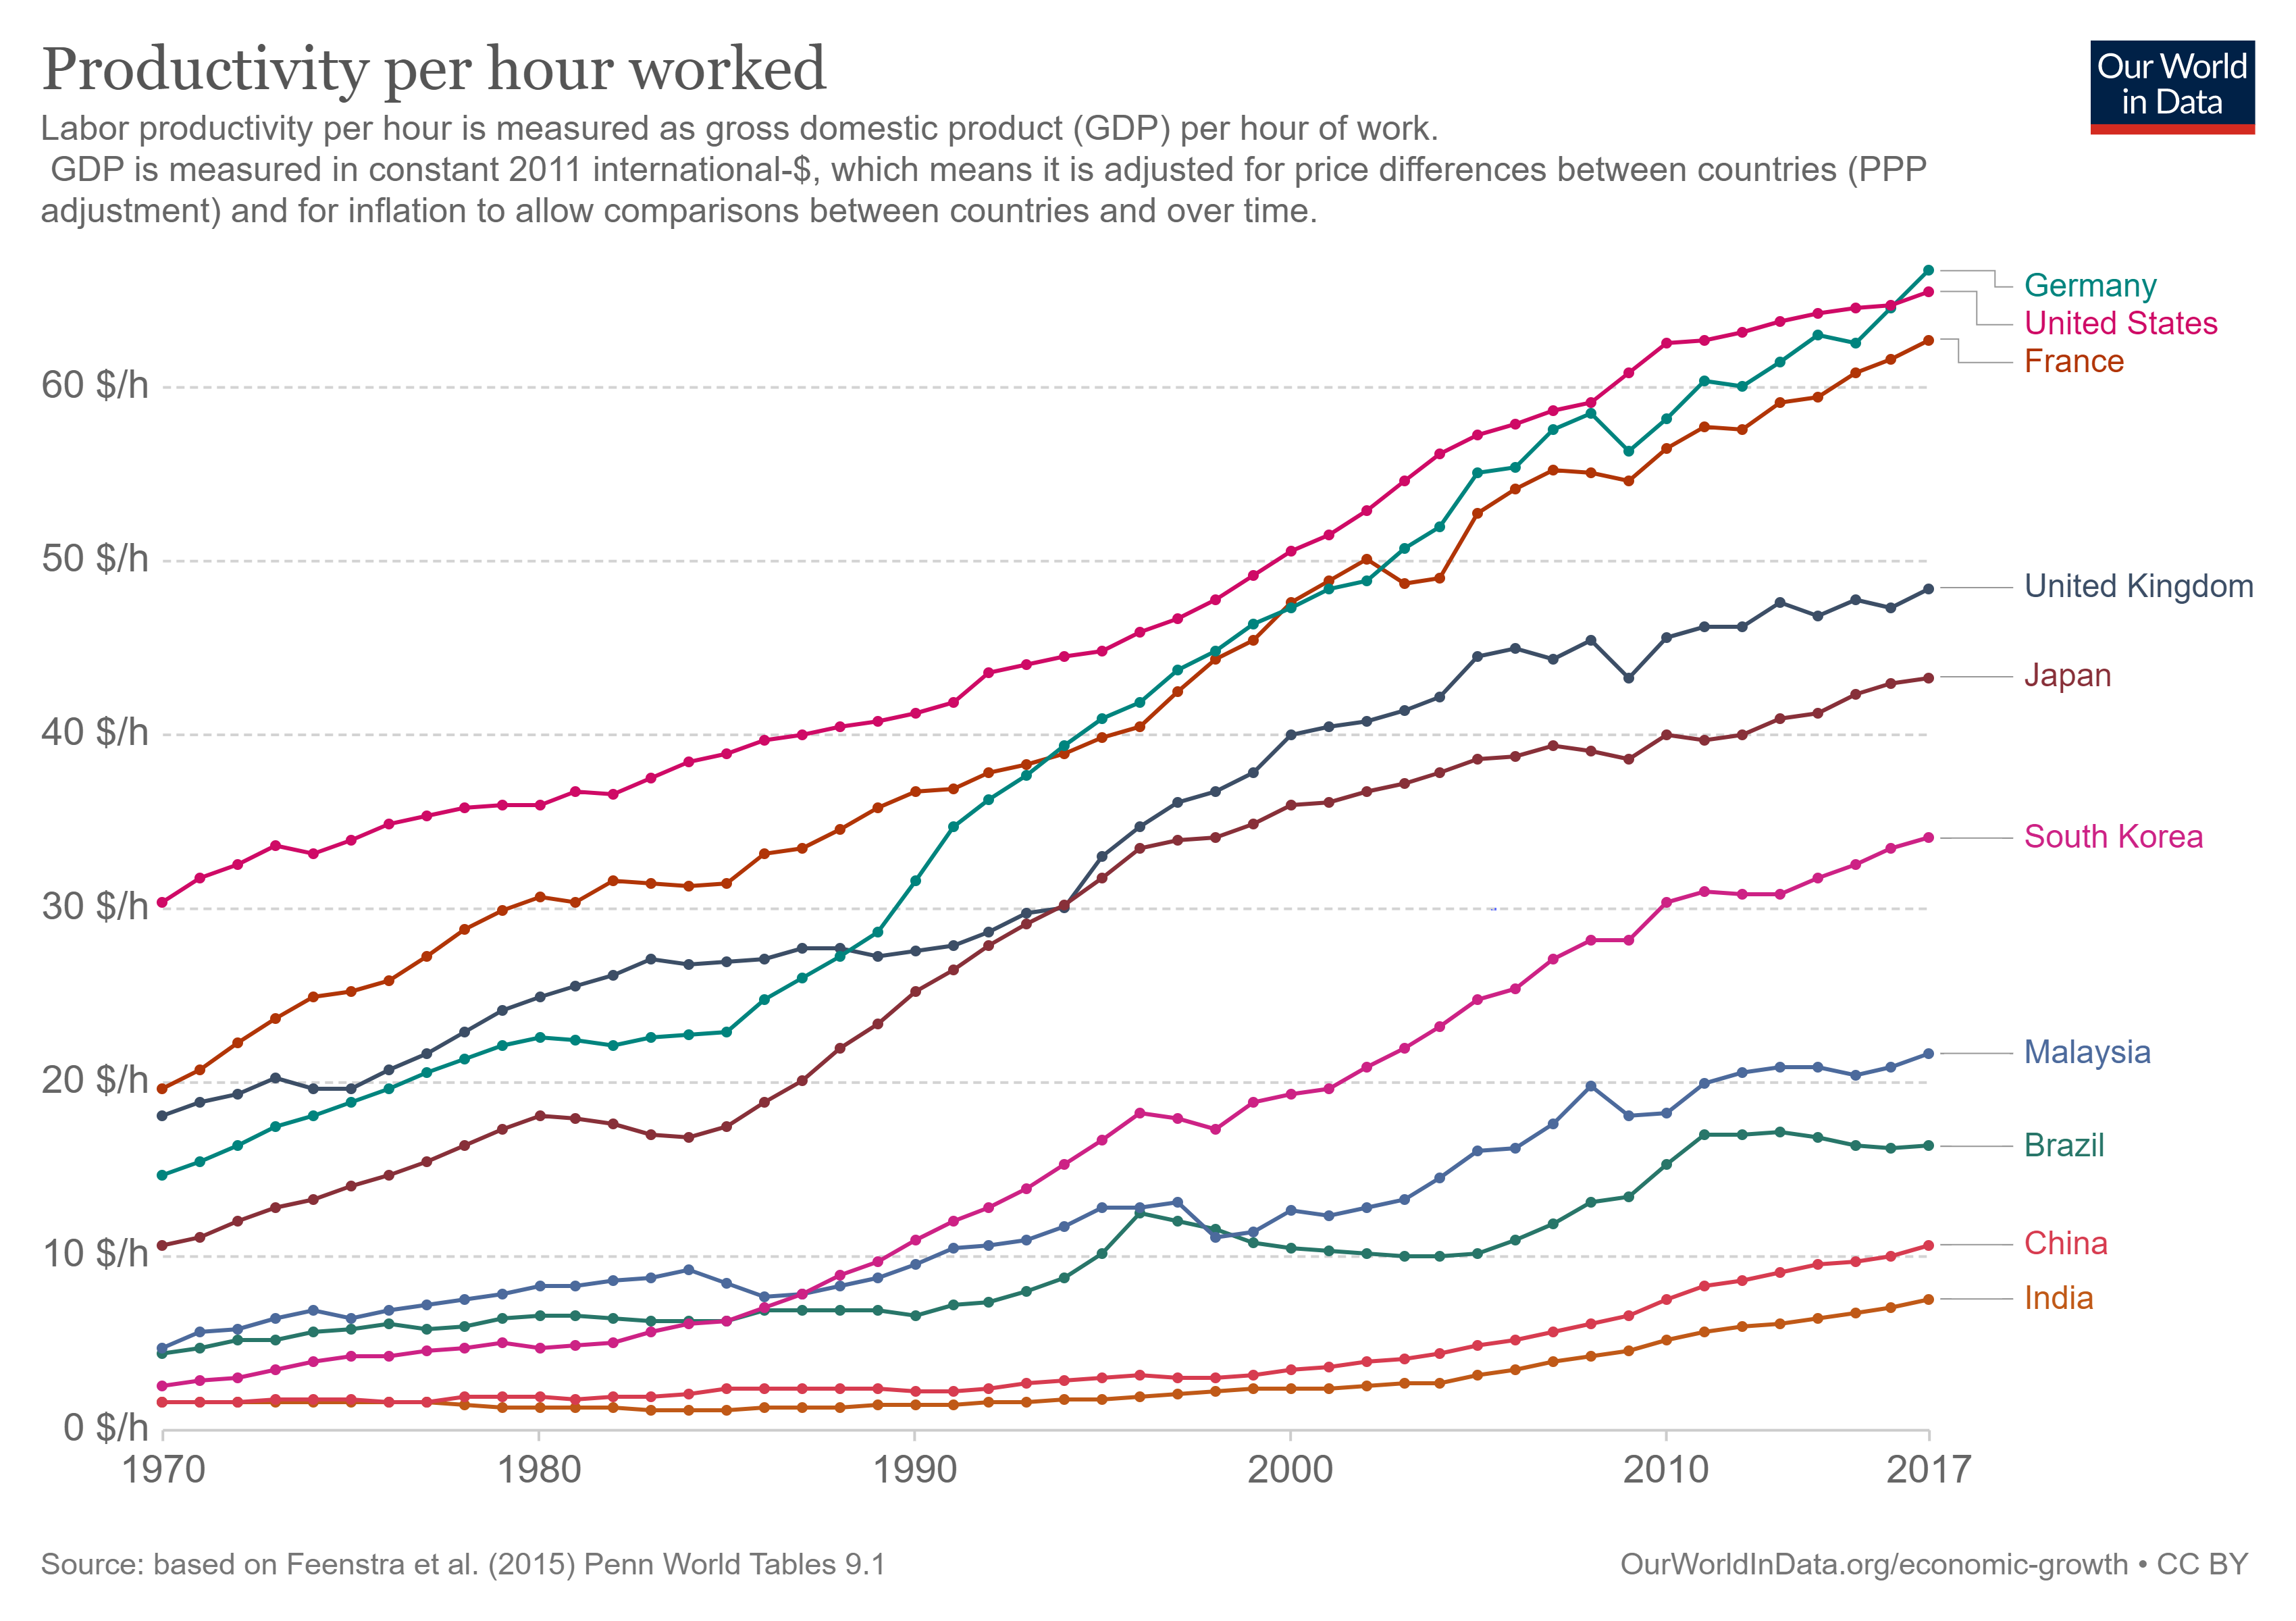 Productivity per hour worked
Our World
in Data
Labor productivity per hour is measured as gross domestic product (GDP) per hour of work.
GDP is measured in constant 2011 international-$, which means it is adjusted for price differences between countries (PPP
adjustment) and for inflation to allow comparisons between countries and over time.
Germany
United States
France
60 $/h
50 $/h
United Kingdom
Japan
40 $/h
South Korea
30 $/h
Malaysia
20 $/h
Brazil
China
10 $/h
India
0 $/h
1970
1980
1990
2000
2010
2017
Source: based on Feenstra et al. (2015) Penn World Tables 9.1
OurWorldInData.org/economic-growth • CC BY